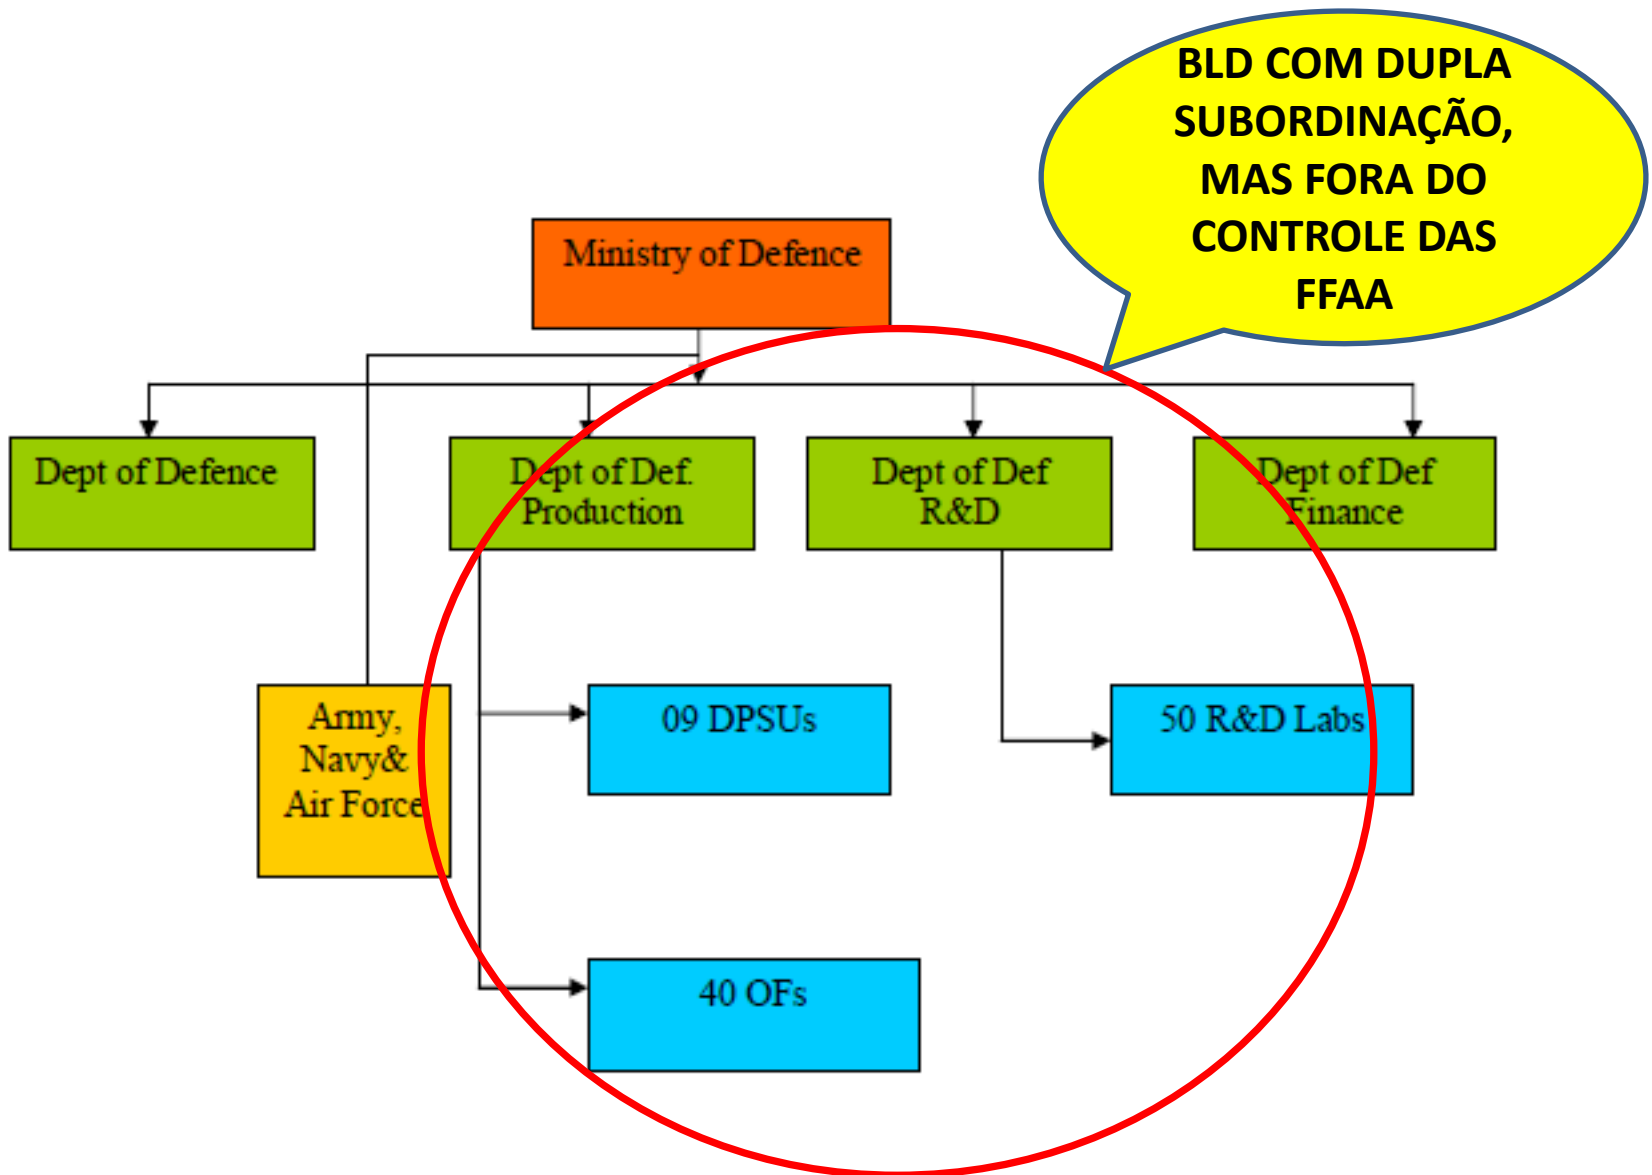 BLD COM DUPLA
SUBORDINAÇÃO,
MAS FORA DO
CONTROLE DAS
FFAA
Ministry of Defence
Dept of Defence
Dept of Def.
Production
Dept of Def
R&D
Dept of Def
Finance
Army,
Navy&
Air Force
09 DPSUs
50 R&D Labs
40 OFs